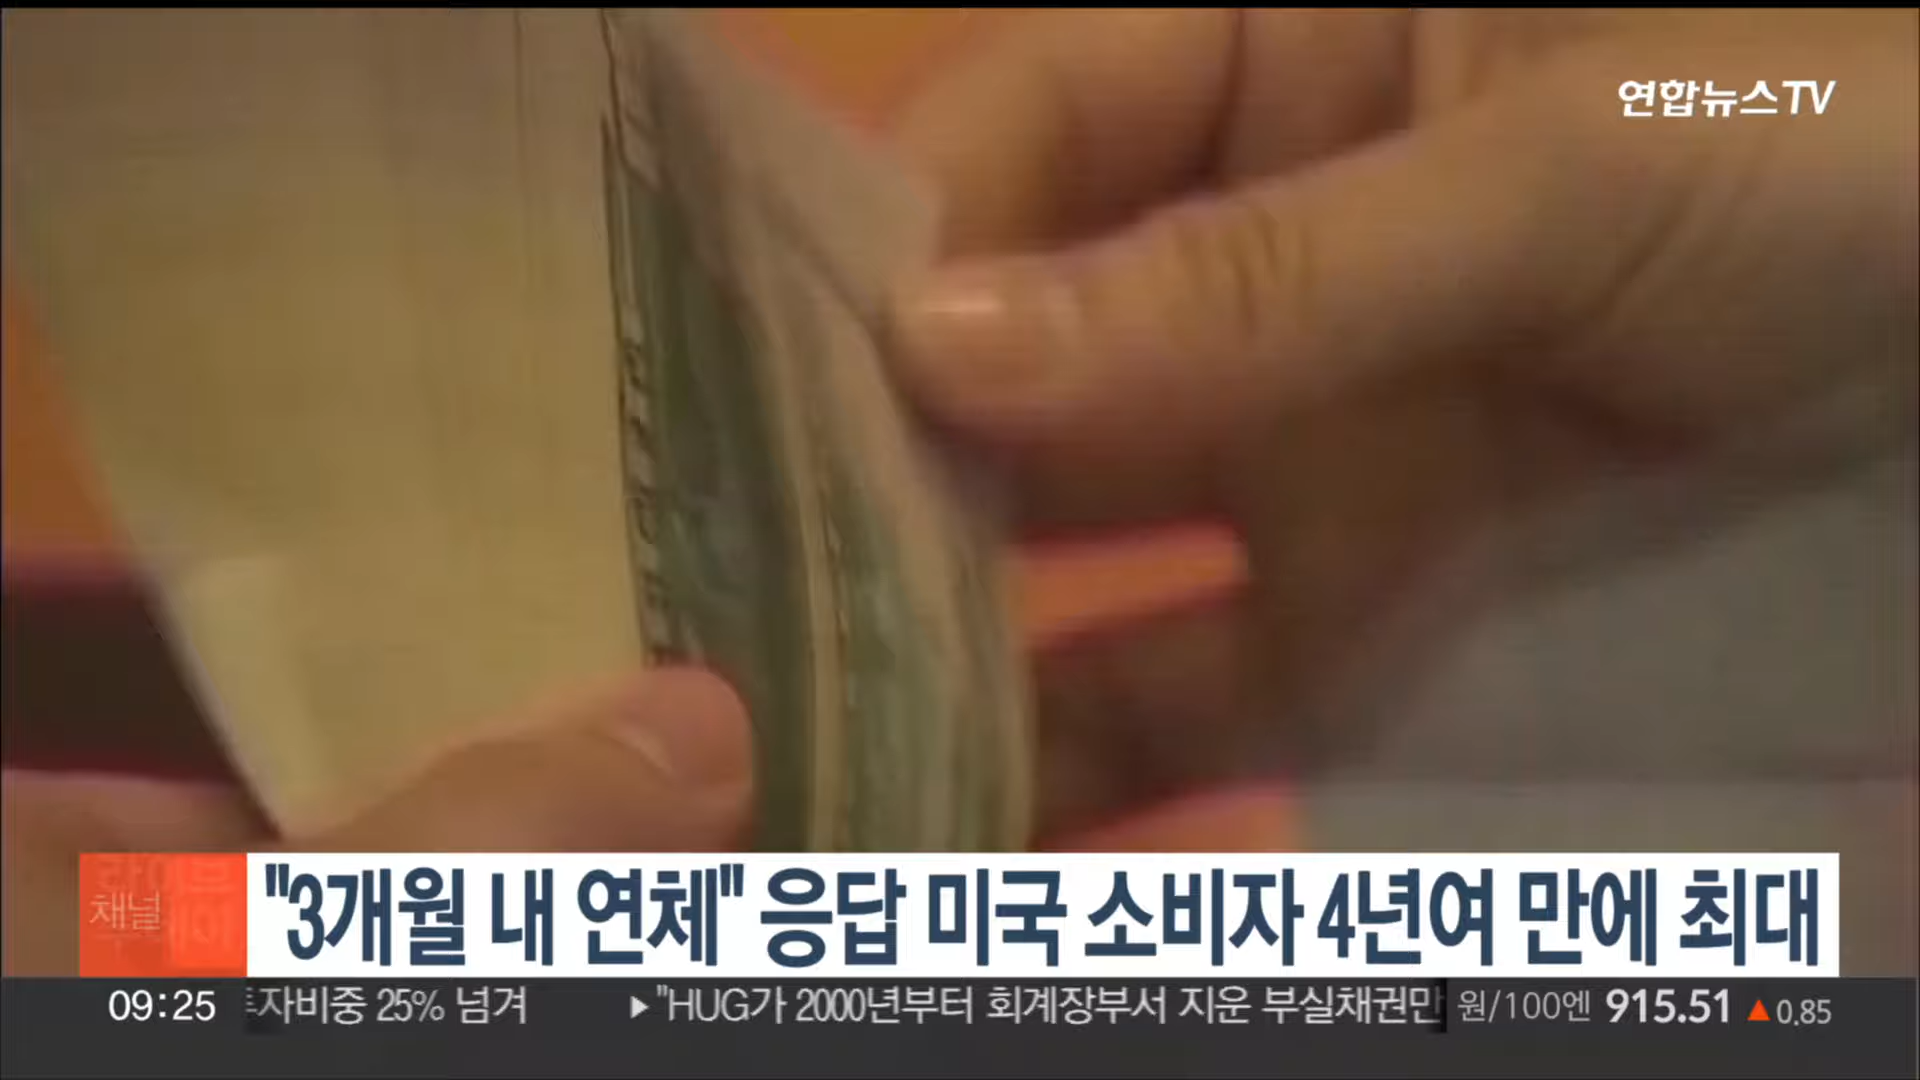 연합뉴스TV
채널
"3개월 내 연체" 응답 미국 소비자 4년여 만에 최대
09:25
투자비중 25% 넘겨 ▶"HUG가 2000년부터 회계장부서 지운 부실채권만
원/100엔 915.51 ▲0.85